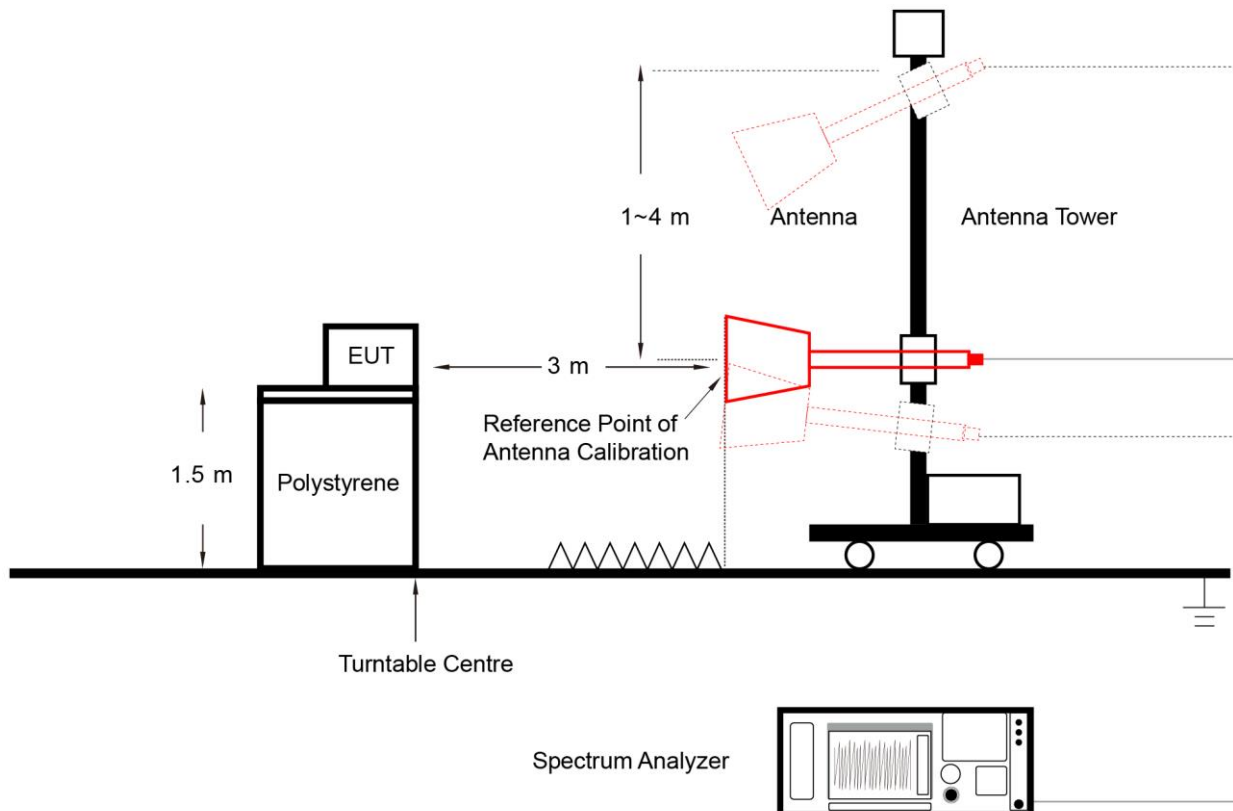 1~4 m
Antenna
Antenna Tower
EUT
3 m
Reference Point of
Antenna Calibration
1.5 m
Polystyrene
Turntable Centre
Spectrum Analyzer